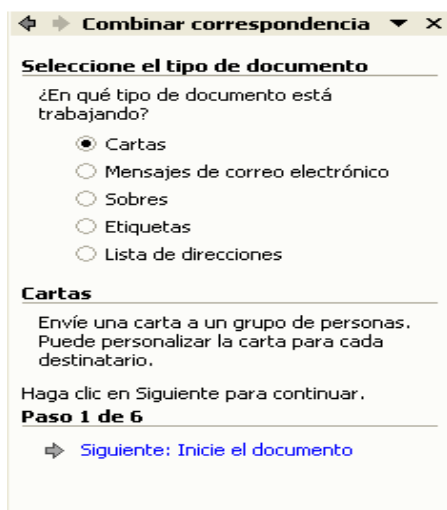 Combinar correspondencia
Seleccione el tipo de documento
¿En qué tipo de documento está
trabajando?
Cartas
Mensajes de correo electrónico
Sobres
Etiquetas
Lista de direcciones
Cartas
Envíe una carta a un grupo de personas.
Puede personalizar la carta para cada
destinatario.
Haga clic en Siguiente para continuar.
Paso 1 de 6
Siguiente: Inicie el documento